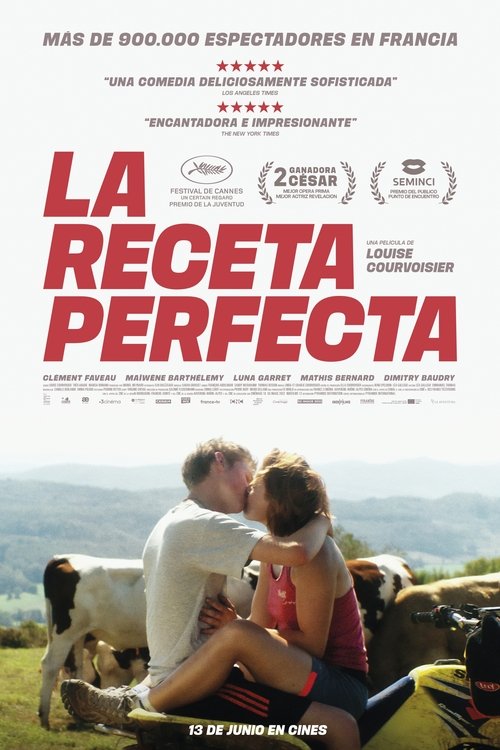 MÁS DE 900.000 ESPECTADORES EN FRANCIA
"UNA COMEDIA DELICIOSAMENTE SOFISTICADA"
LOS ANGELES TIMES
"ENCANTADORA E IMPRESIONANTE"
THE NEW YORK TIMES
FESTIVAL DE CANNES
UN CERTAIN REGARD
PREMIO DE LA JUVENTUD
GANADORA
2 CÉSAR
MEJOR OPERA PRIMA
MEJOR ACTRIZ REVELACIÓN
SEMINCI
PREMIO DEL PÚBLICO
PUNTO DE ENCUENTRO
LA
RECETA
PERFECTA
UNA PELÍCULA DE
LOUISE
COURVOISIER
CLÉMENT FAVEAU MAÏWENE BARTHELEMY LUNA GARRET MATHIS BERNARD DIMITRY BAUDRY
13 DE JUNIO EN CINES